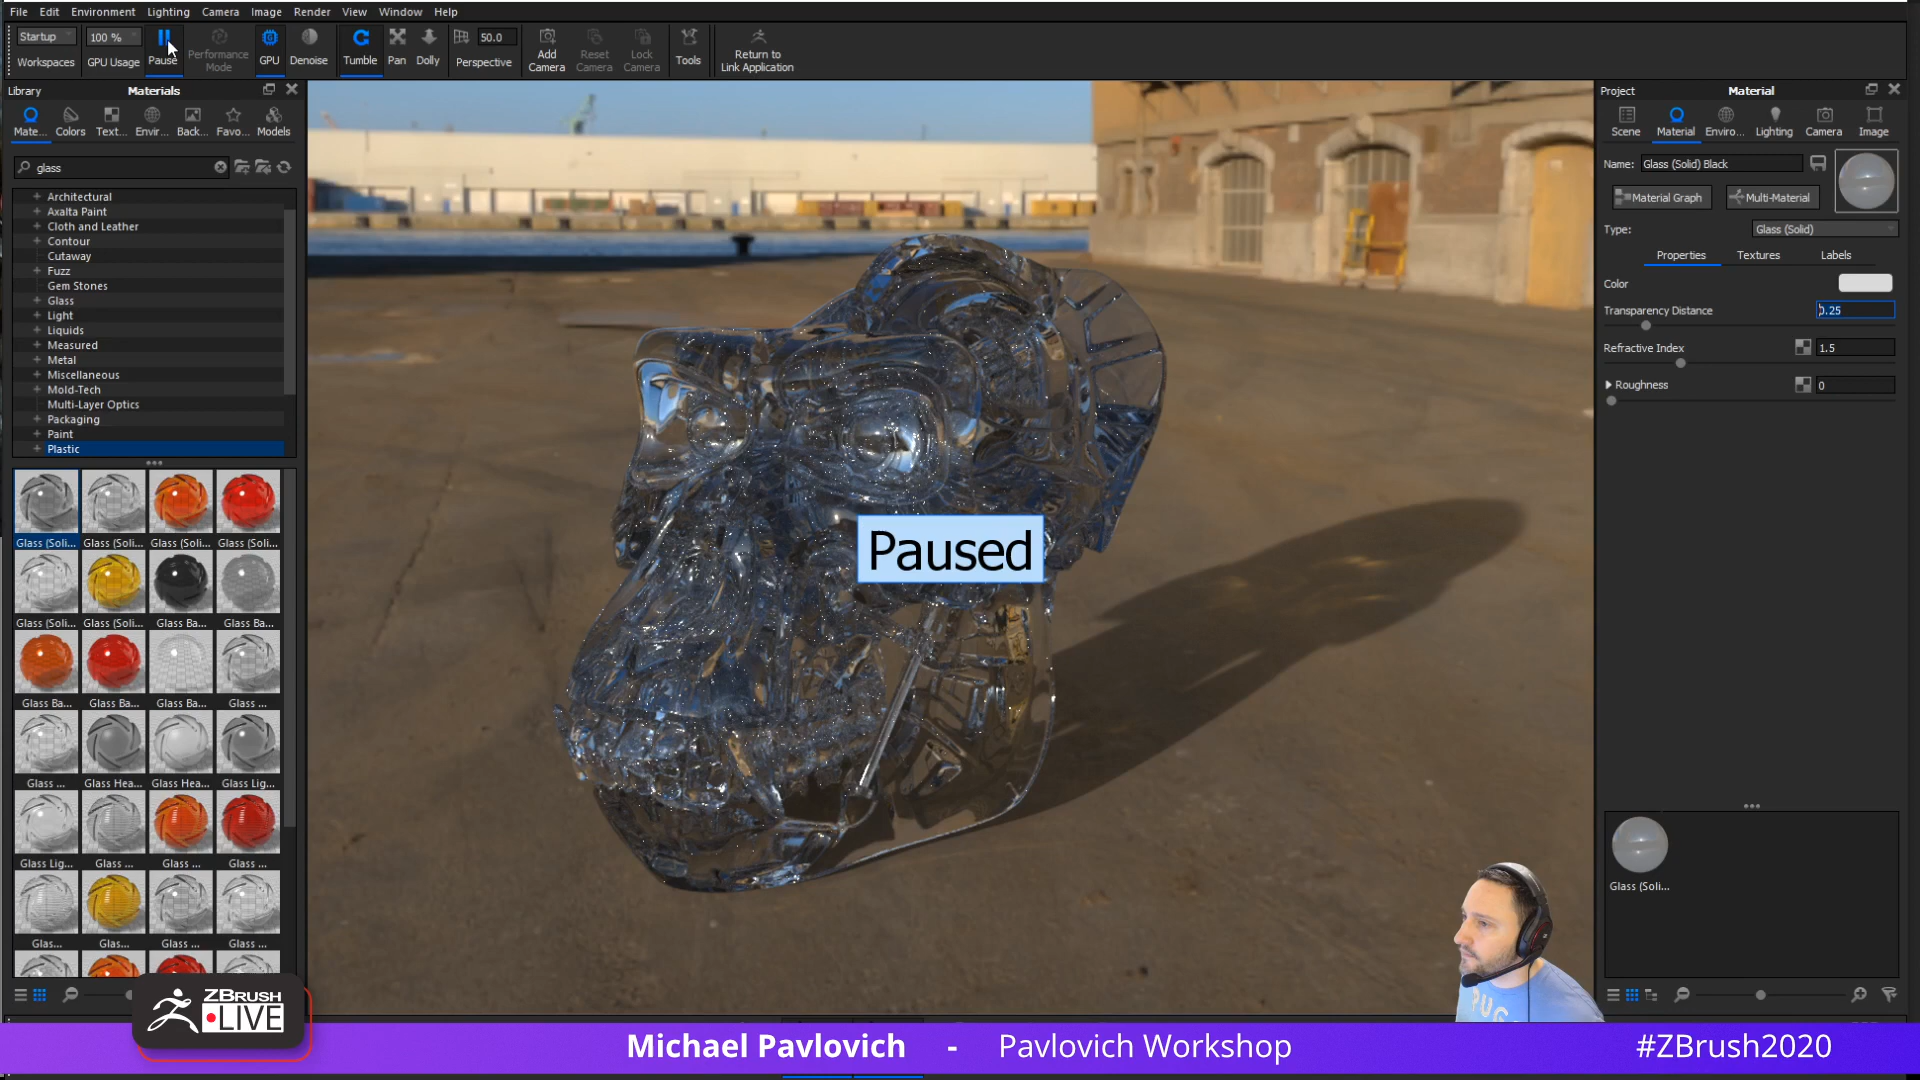 File Edit Environment Lighting Camera Image Render View Window Help
Startup 100 % 50.0
Workspaces GPU Usage Pause Performance Mode GPU Denoise Tumble Pan Dolly Perspective Add Camera Reset Camera Lock Camera Tools Return to Link Application
Library Materials
Mate... Colors Text... Envir... Back... Favo... Models
glass
Architectural
Axalta Paint
Cloth and Leather
Contour
Cutaway
Fuzz
Gem Stones
Glass
Light
Liquids
Measured
Metal
Miscellaneous
Mold-Tech
Multi-Layer Optics
Packaging
Paint
Plastic
Glass (Soli... Glass (Soli... Glass (Soli... Glass (Soli...
Glass (Soli... Glass (Soli... Glass Ba... Glass Ba...
Glass Ba... Glass Ba... Glass Ba... Glass ...
Glass ... Glass Hea... Glass Hea... Glass Lig...
Glass Lig... Glass ... Glass ... Glass ...
Glas... Glas... Glass ... Glass ...
Paused
Project Material
Scene Material Enviro... Lighting Camera Image
Name: Glass (Solid) Black
Material Graph Multi-Material
Type: Glass (Solid)
Properties Textures Labels
Color
Transparency Distance 0.25
Refractive Index 1.5
Roughness 0
Glass (Soli...
ZBRUSH
LIVE
Michael Pavlovich - Pavlovich Workshop #ZBrush2020